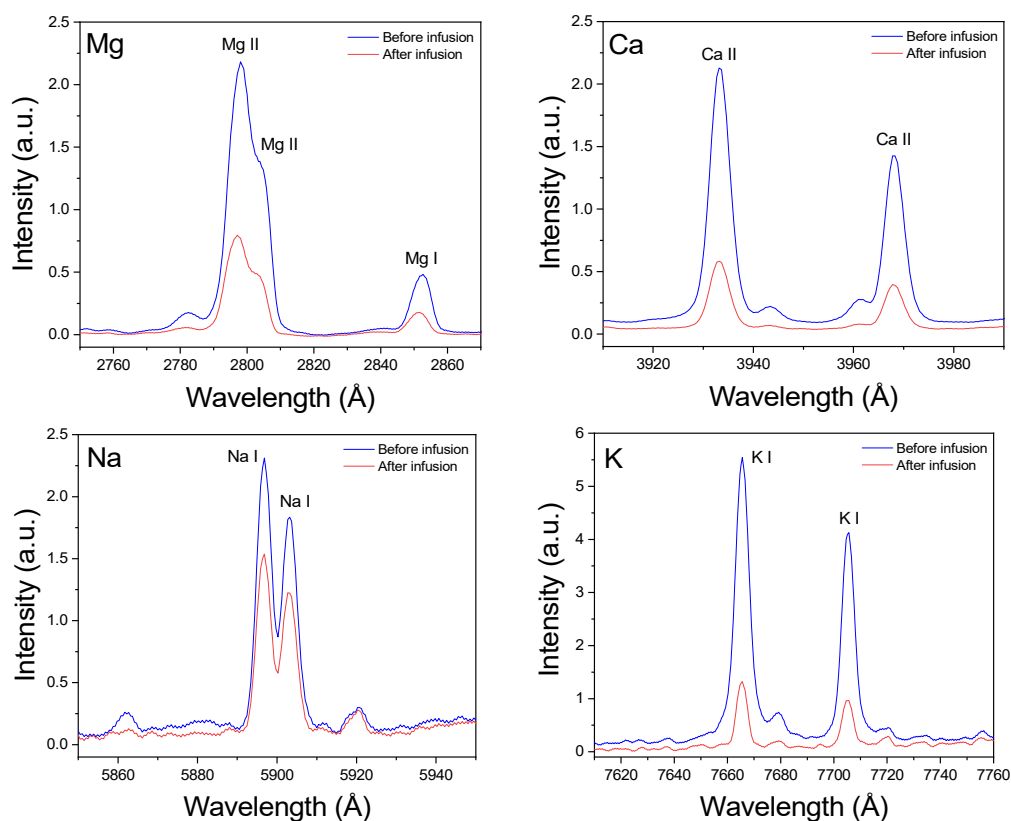 Mg
Mg II
Mg II
Mg I
Before infusion
After infusion
Intensity (a.u.)
2.5
2.0
1.5
1.0
0.5
0.0
2760 2780 2800 2820 2840 2860
Wavelength (Å)
Ca
Ca II
Ca II
Before infusion
After infusion
Intensity (a.u.)
2.5
2.0
1.5
1.0
0.5
0.0
3920 3940 3960 3980
Wavelength (Å)
Na
Na I
Na I
Before infusion
After infusion
Intensity (a.u.)
2.5
2.0
1.5
1.0
0.5
0.0
5860 5880 5900 5920 5940
Wavelength (Å)
K
K I
K I
Before infusion
After infusion
Intensity (a.u.)
6
5
4
3
2
1
0
7620 7640 7660 7680 7700 7720 7740 7760
Wavelength (Å)